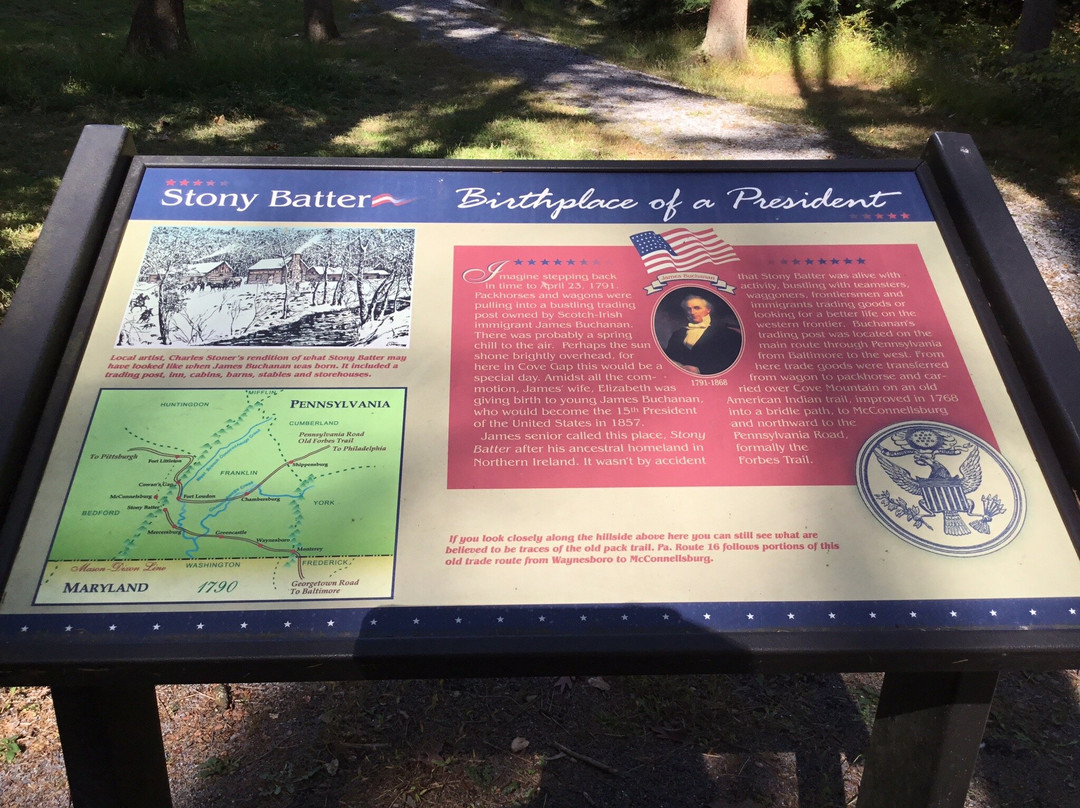 Stony Batter
Birthplace of a President
Local artist, Charles Stoner's rendition of what Stony Batter may
have looked like when James Buchanan was born. It included a
trading post, inn, cabins, barns, stables and storehouses.
MIFFLIN
HUNTINGDON
PENNSYLVANIA
CUMBERLAND
Pennsylvania Road
Old Forbes Trail
To Philadelphia
To Pittsburgh
Fort Littleton
Shippensburg
FRANKLIN
Cowan's Gap
McConnelsburg
Fort Loudon
Chambersburg
Stony Batter
YORK
BEDFORD
Mercersburg
Greencastle
Waynesburg
Monterey
WASHINGTON
FREDERICK
Mason-Dixon Line
MARYLAND
1790
Georgetown Road
To Baltimore
Imagine stepping back
in time to April 23, 1791.
Packhorses and wagons were
pulling into a bustling trading
post owned by Scotch-Irish
immigrant James Buchanan.
There was probably a spring
chill to the air. Perhaps the sun
shone brightly overhead, for
here in Cove Gap this would be a
special day. Amidst all the com-
motion, James' wife, Elizabeth was
giving birth to young James Buchanan,
who would become the 15th President
of the United States in 1857.
James senior called this place, Stony
Batter after his ancestral homeland in
Northern Ireland. It wasn't by accident
James Buchanan
1791-1868
that Stony Batter was alive with
activity, bustling with teamsters,
waggoners, frontiersmen and
immigrants trading goods or
looking for a better life on the
western frontier. Buchanan's
trading post was located on the
main route through Pennsylvania
from Baltimore to the west. From
here trade goods were transferred
from wagon to packhorse and car-
ried over Cove Mountain on an old
American Indian trail, improved in 1768
into a bridle path, to McConnellsburg
and northward to the
Pennsylvania Road,
formally the
Forbes Trail.
If you look closely along the hillside above here you can still see what are
believed to be traces of the old pack trail. Pa. Route 16 follows portions of this
old trade route from Waynesboro to McConnellsburg.